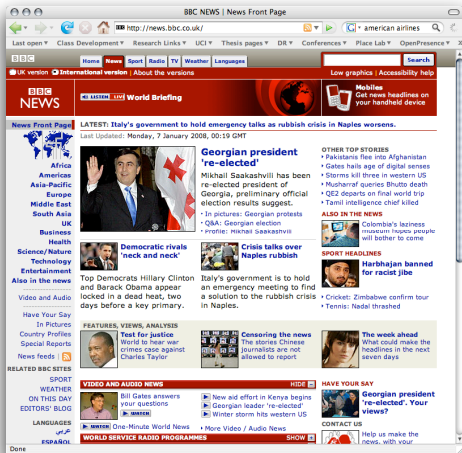 BBC NEWS | News Front Page
http://news.bbc.co.uk/
american airlines
Last open ▾ Class Development ▾ Research Links ▾ UCI ▾ Thesis pages ▾ DR ▾ Conferences ▾ Place Lab ▾ OpenPresence ▾
BBC
Home News Sport Radio TV Weather Languages
Search
UK version International version | About the versions
Low graphics | Accessibility help
BBC
NEWS
LISTEN LIVE World Briefing
Mobiles
Get news headlines on
your handheld device
News Front Page
Africa
Americas
Asia-Pacific
Europe
Middle East
South Asia
UK
Business
Health
Science/Nature
Technology
Entertainment
Also in the news
Video and Audio
Have Your Say
In Pictures
Country Profiles
Special Reports
News feeds
RELATED BBC SITES
SPORT
WEATHER
ON THIS DAY
EDITORS' BLOG
LANGUAGES
عربي
ESPAÑOL
LATEST: Italy's government to hold emergency talks as rubbish crisis in Naples worsens.
Last Updated: Monday, 7 January 2008, 00:19 GMT
Georgian president
're-elected'
Mikhail Saakashvili has been
re-elected president of
Georgia, preliminary official
election results suggest.
In pictures: Georgian protests
Q&A: Georgian election
Profile: Mikhail Saakashvili
Democratic rivals
'neck and neck'
Top Democrats Hillary Clinton
and Barack Obama appear
locked in a dead heat, two
days before a key primary.
Crisis talks over
Naples rubbish
Italy's government is to hold
an emergency meeting to find
a solution to the rubbish crisis
in Naples.
OTHER TOP STORIES
Pakistanis flee into Afghanistan
Gates hails age of digital senses
Storms kill three in western US
Musharraf queries Bhutto death
QE2 departs on final world trip
Tamil intelligence chief killed
ALSO IN THE NEWS
Colombia's laziness
museum hopes people
will bother to come
SPORT HEADLINES
Harbhajan banned
for racist jibe
Cricket: Zimbabwe confirm tour
Tennis: Nadal thrashed
FEATURES, VIEWS, ANALYSIS
Test for justice
World to hear war
crimes case against
Charles Taylor
Censoring the news
The stories Chinese
journalists are not
allowed to report
The week ahead
What could make the
headlines in the next
seven days
VIDEO AND AUDIO NEWS
HIDE
Bill Gates answers
your questions
WATCH
One-Minute World News
New aid effort in Kenya begins
Georgian leader 're-elected'
Winter storm hits western US
More Video / Audio News
WORLD SERVICE RADIO PROGRAMMES
SHOW
HAVE YOUR SAY
Georgian president
're-elected'. Your
views?
CONTACT US
Help us make the
news, with your
Done